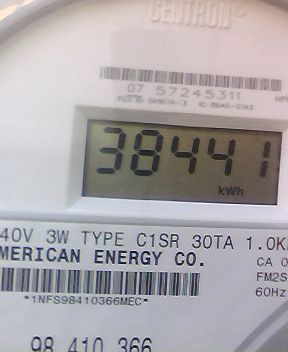 CENTRON®
07 57245311
38441
kWh
40V 3W TYPE C1SR 30TA 1.0K
MERICAN ENERGY CO.
CA 0
FM2S
*1NFS98410366MEC*
60Hz
98 410 366